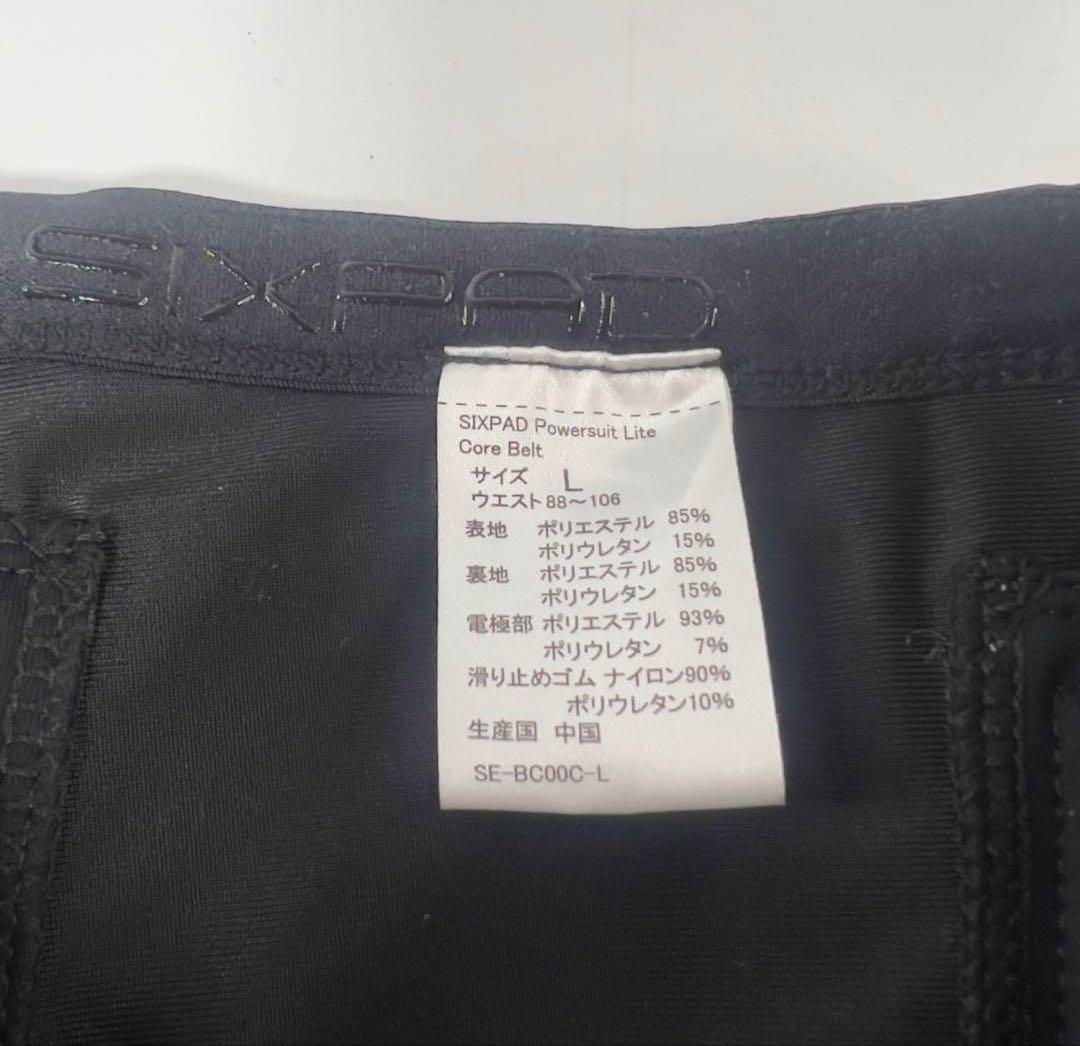 SIXPAD
SIXPAD Powersuit Lite
Core Belt
サイズ L
ウエスト88～106
表地 ポリエステル 85%
ポリウレタン 15%
裏地 ポリエステル 85%
ポリウレタン 15%
電極部 ポリエステル 93%
ポリウレタン 7%
滑り止めゴム ナイロン90%
ポリウレタン10%
生産国 中国
SE-BC00C-L